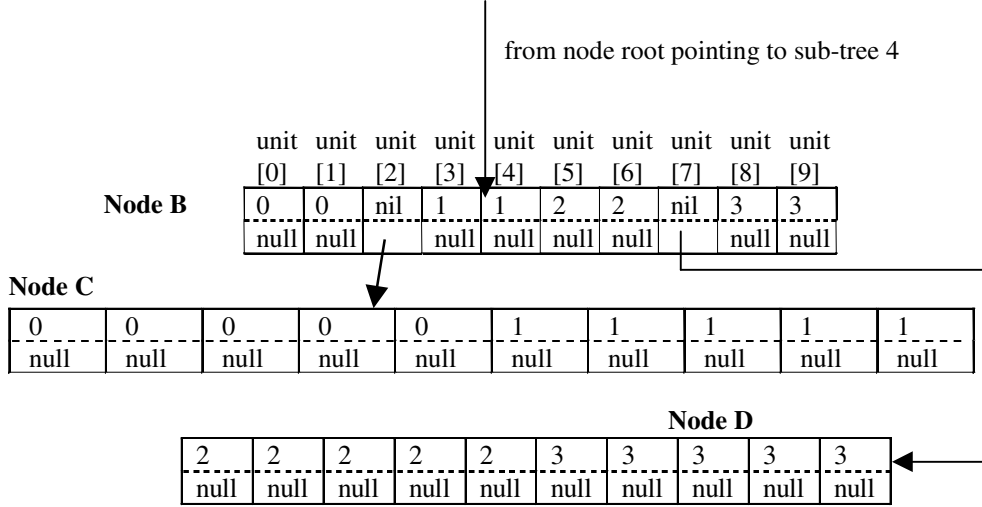 from node root pointing to sub-tree 4
unit unit unit unit unit unit unit unit unit unit
[0] [1] [2] [3] [4] [5] [6] [7] [8] [9]
Node B
0 0 nil 1 1 2 2 nil 3 3
null null null null null null null null
Node C
0 0 0 0 0 1 1 1 1 1
null null null null null null null null null null
Node D
2 2 2 2 2 3 3 3 3 3
null null null null null null null null null null